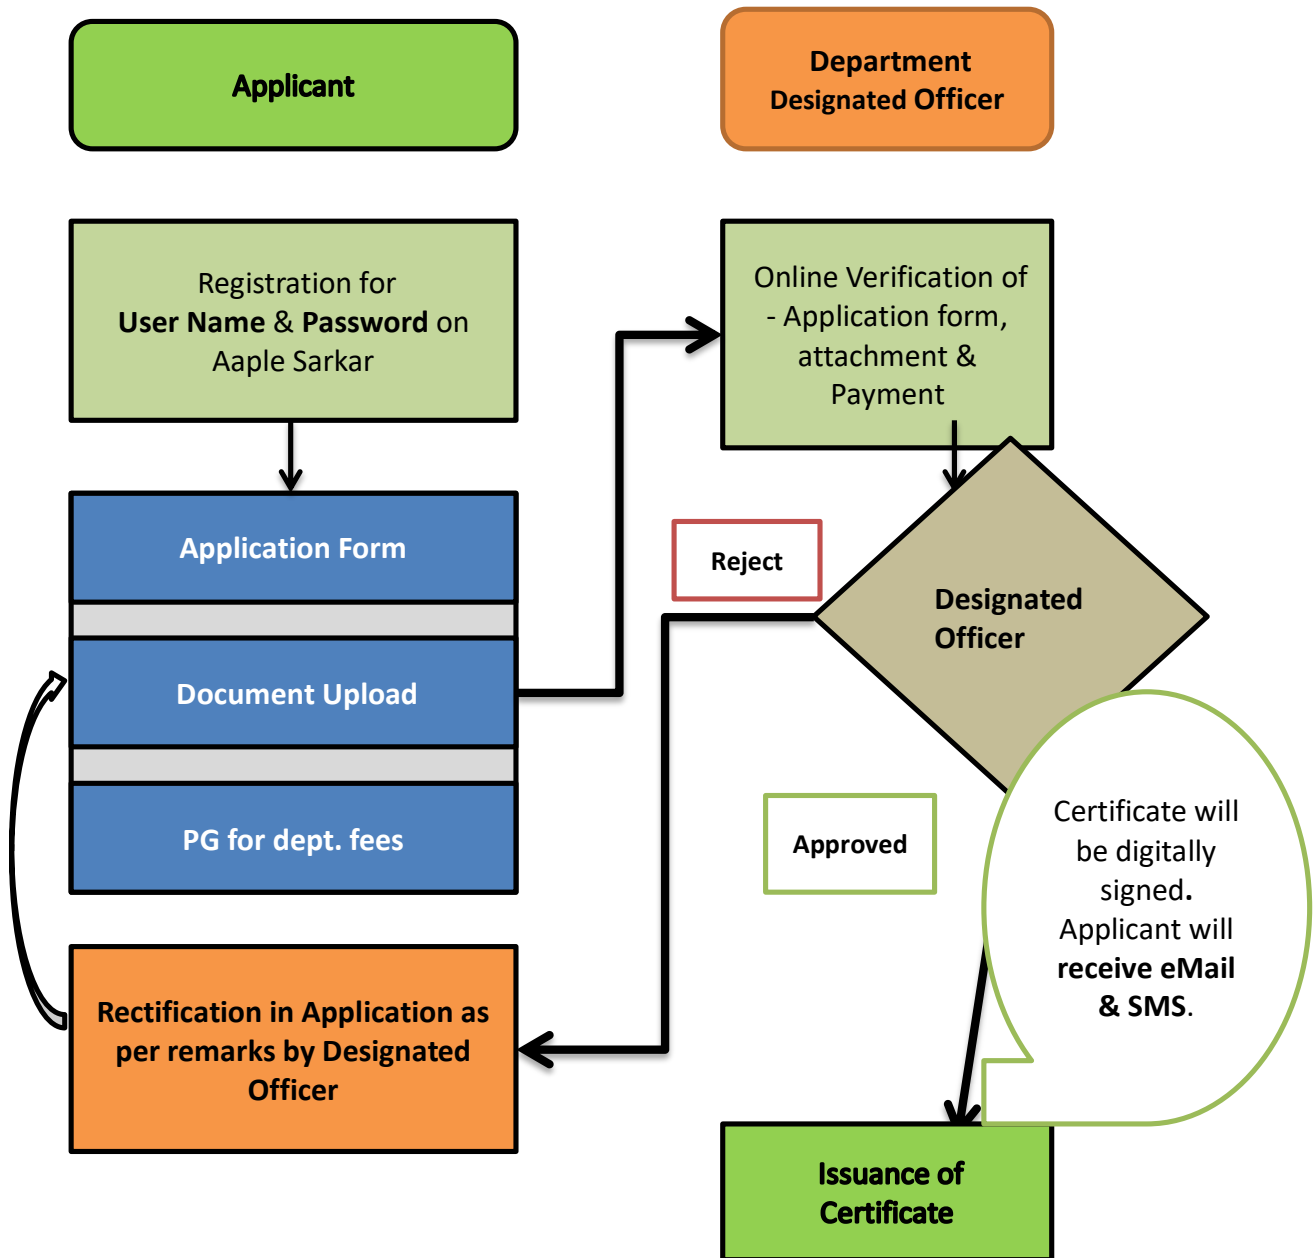 Applicant
Department
Designated Officer
Registration for
User Name & Password on
Aaple Sarkar
Online Verification of
- Application form,
attachment &
Payment
Application Form
Document Upload
PG for dept. fees
Reject
Designated
Officer
Approved
Certificate will
be digitally
signed.
Applicant will
receive eMail
& SMS.
Rectification in Application as
per remarks by Designated
Officer
Issuance of
Certificate